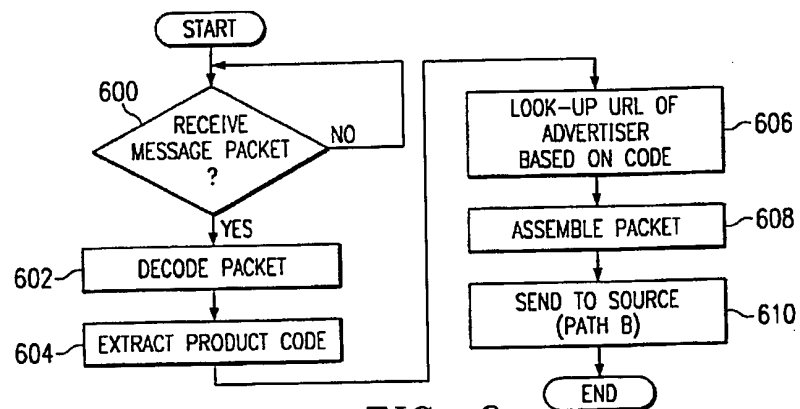 START
600
RECEIVE
MESSAGE PACKET
?
NO
YES
602
DECODE PACKET
604
EXTRACT PRODUCT CODE
LOOK-UP URL OF
ADVERTISER
BASED ON CODE
606
ASSEMBLE PACKET
608
SEND TO SOURCE
(PATH B)
610
END